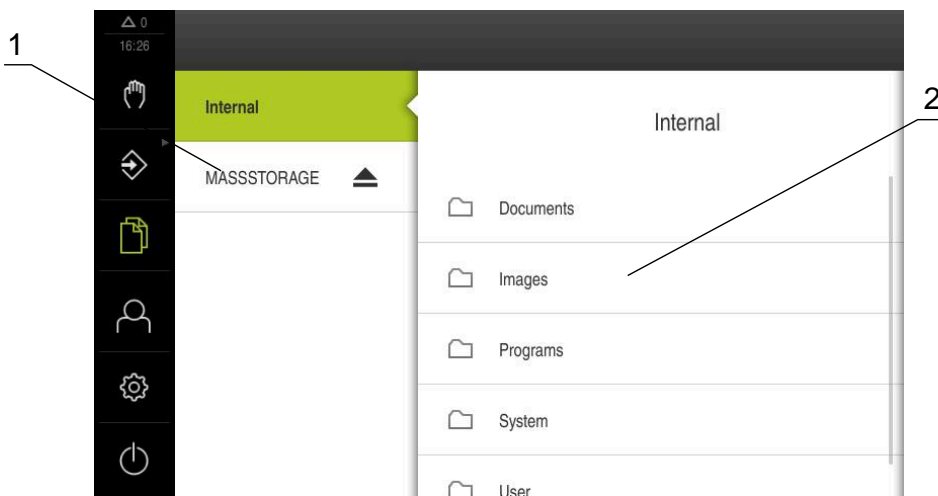 0
16:26
1
2
Internal
MASSSTORAGE
Internal
Documents
Images
Programs
System
User